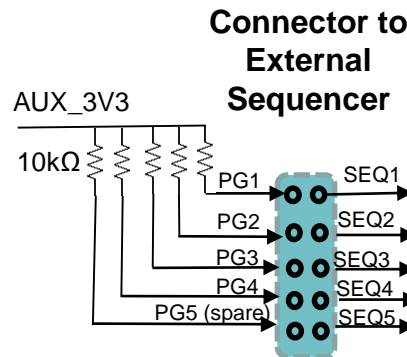 Connector to
External
Sequencer
AUX_3V3
10kΩ
PG1
SEQ1
PG2
SEQ2
PG3
SEQ3
PG4
SEQ4
PG5 (spare)
SEQ5